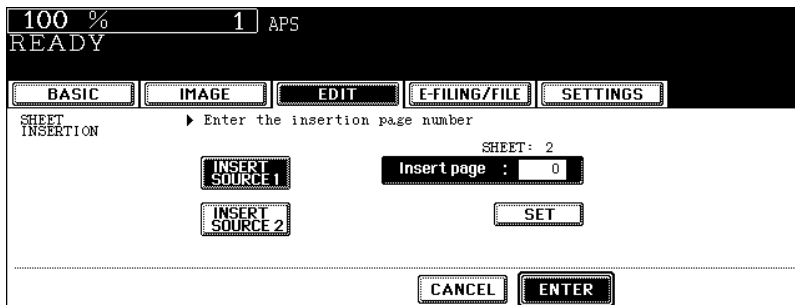 100 % 1 APS
READY
BASIC IMAGE EDIT E-FILING/FILE SETTINGS
SHEET INSERTION
▶ Enter the insertion page number
SHEET: 2
INSERT SOURCE 1
Insert page : 0
INSERT SOURCE 2
SET
CANCEL ENTER